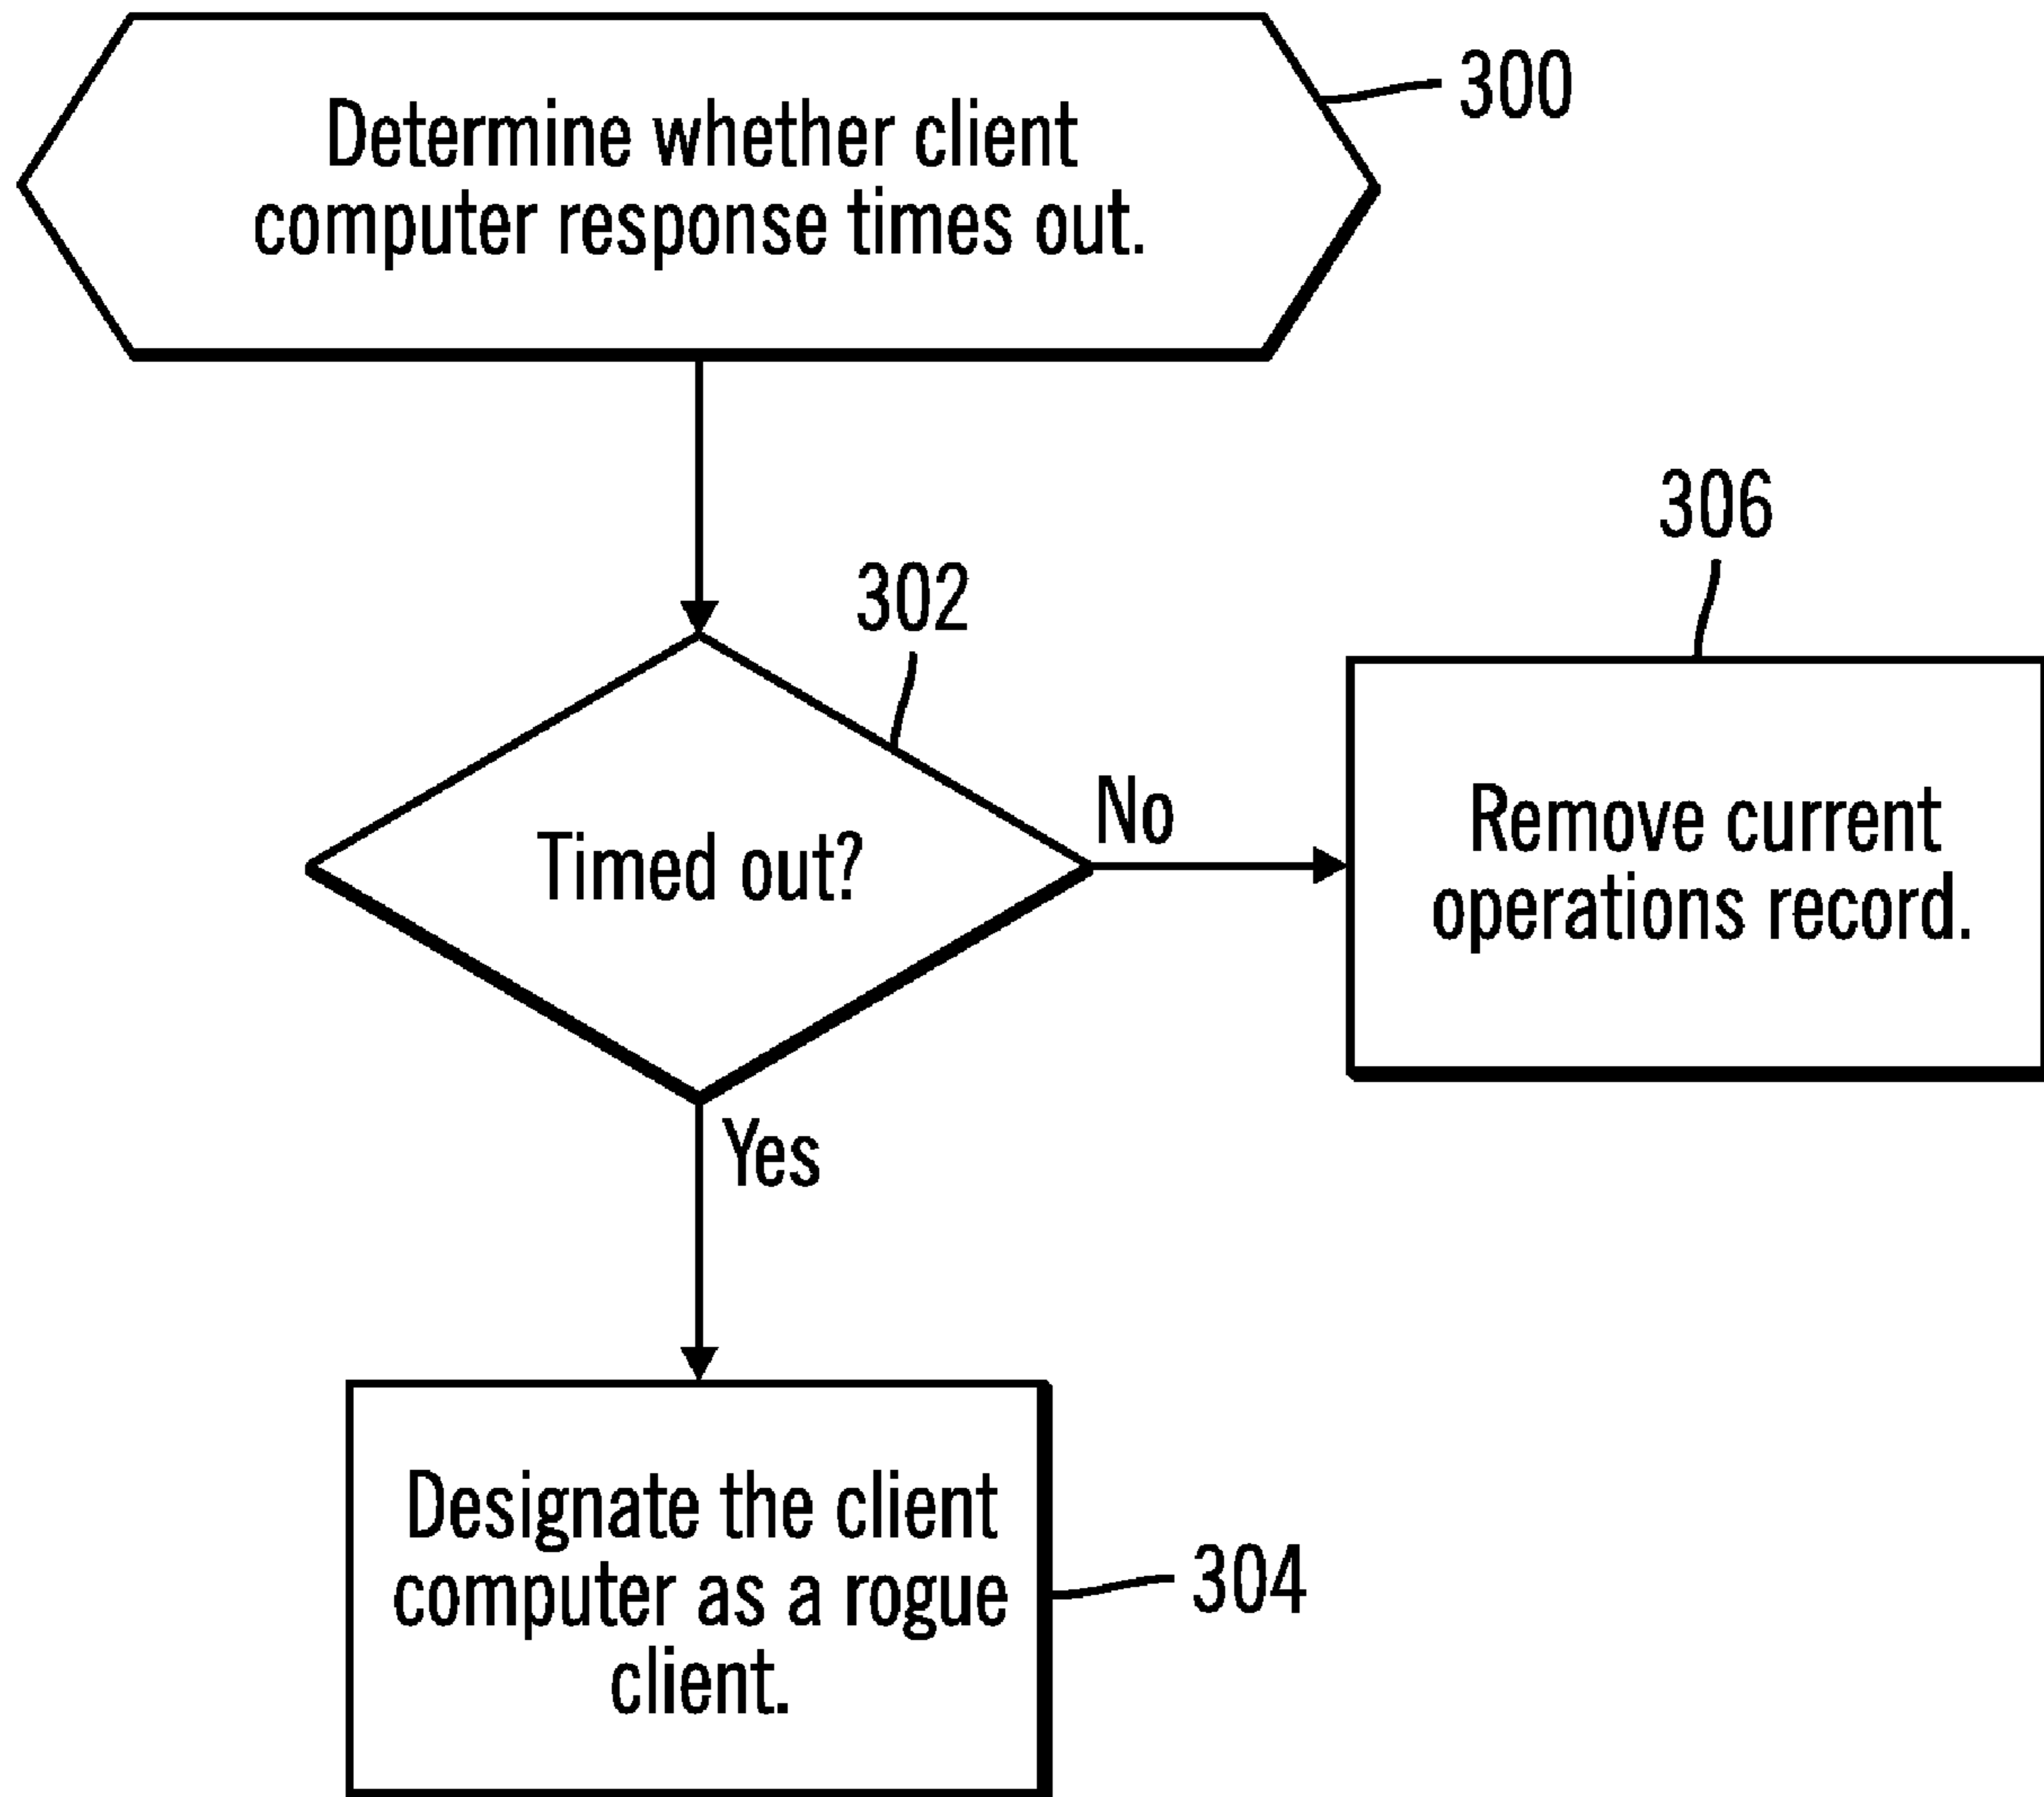 Determine whether client
computer response times out.
300
302
306
Timed out?
No
Remove current
operations record.
Yes
Designate the client
computer as a rogue
client.
304